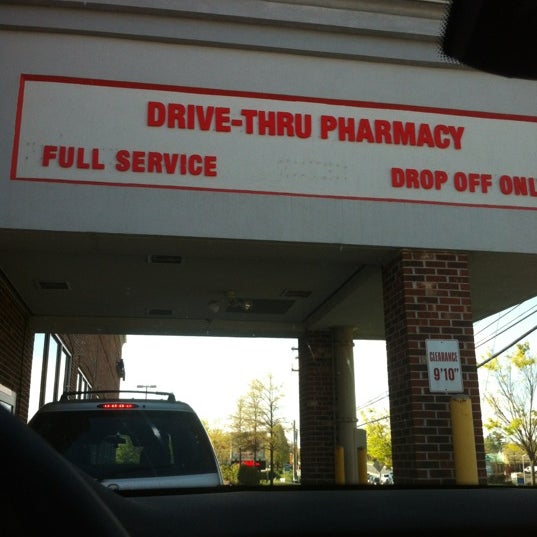 DRIVE-THRU PHARMACY
FULL SERVICE
DROP OFF ONL
CLEARANCE
9'10"